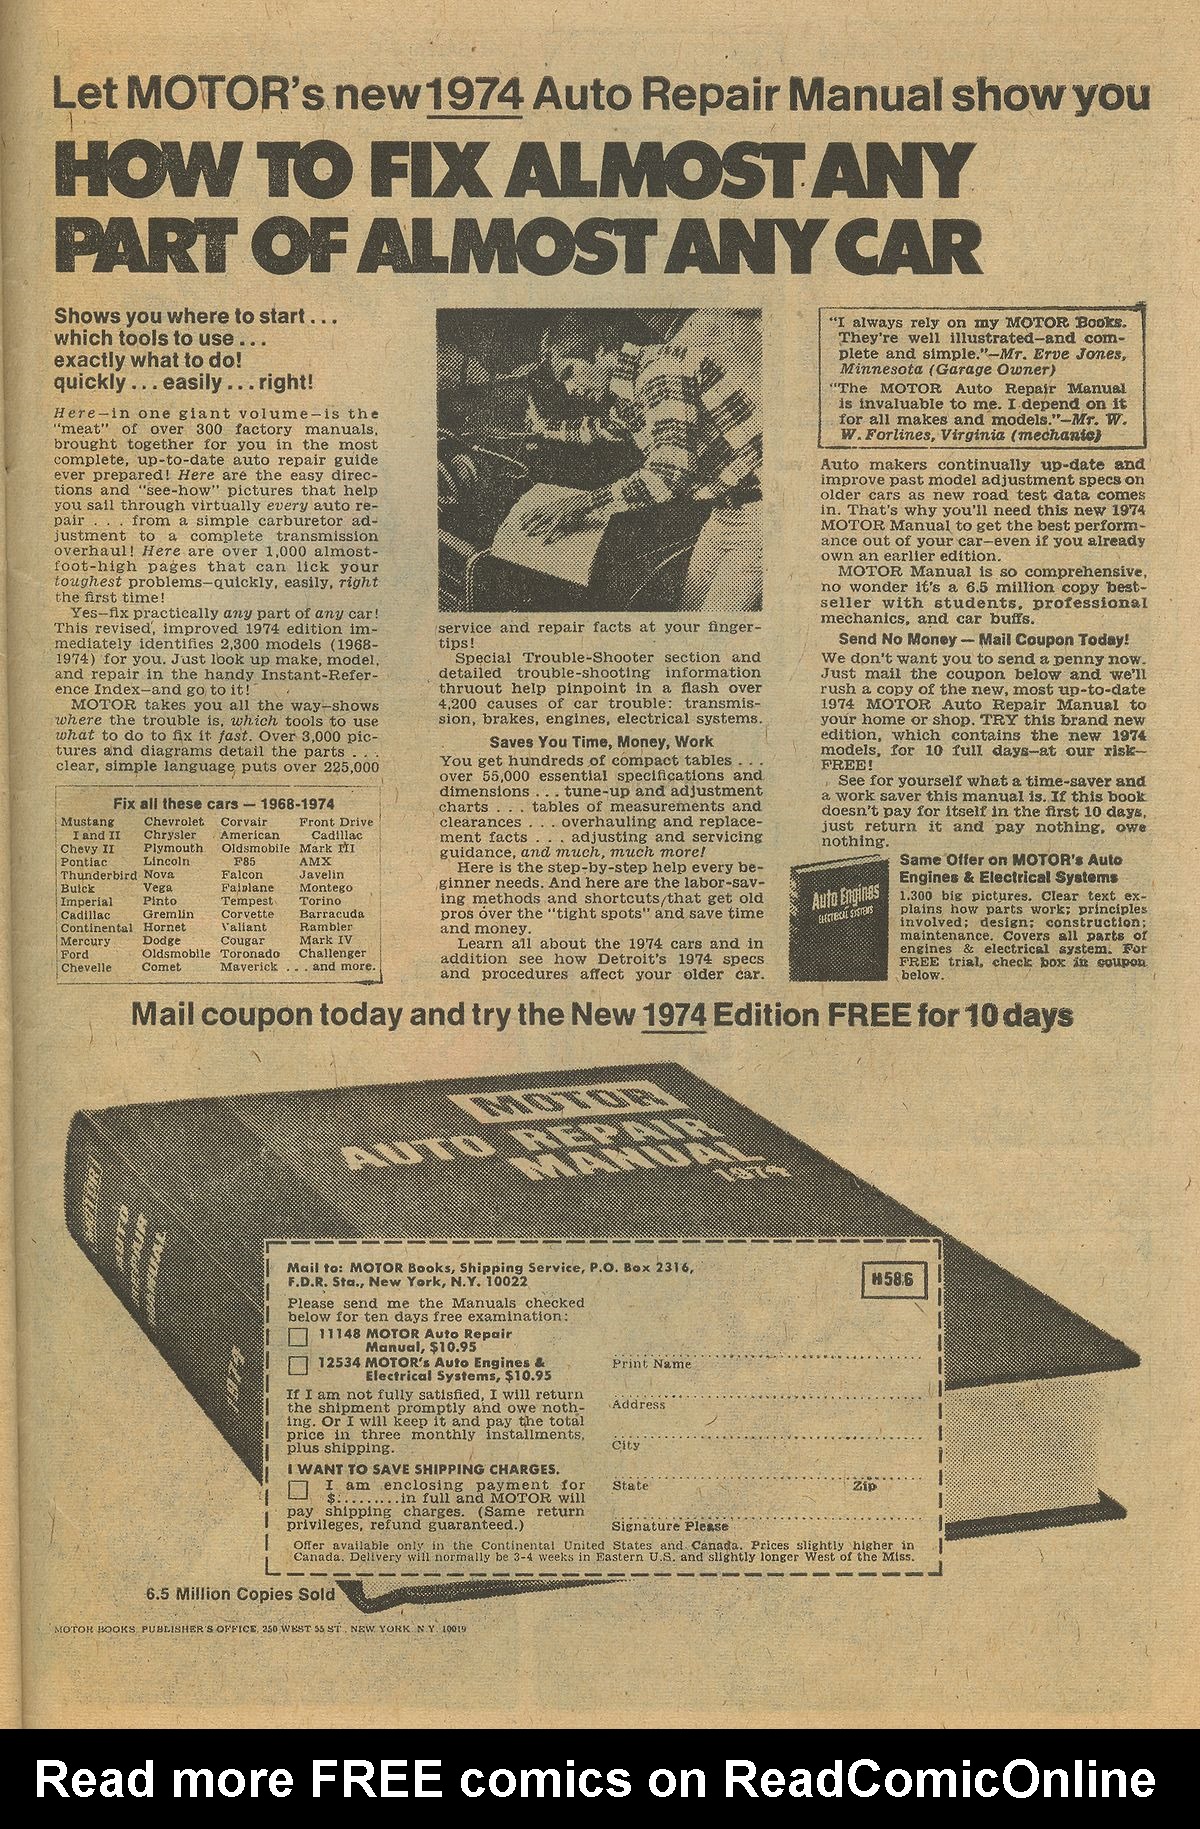 Let MOTOR's new 1974 Auto Repair Manual show you
HOW TO FIX ALMOST ANY
PART OF ALMOST ANY CAR
Shows you where to start . . .
which tools to use . . .
exactly what to do!
quickly . . . easily . . . right!
Here—in one giant volume—is the
"meat" of over 300 factory manuals,
brought together for you in the most
complete, up-to-date auto repair guide
ever prepared! Here are the easy direc-
tions and "see-how" pictures that help
you sail through virtually every auto re-
pair . . . from a simple carburetor ad-
justment to a complete transmission
overhaul! Here are over 1,000 almost-
foot-high pages that can lick your
toughest problems—quickly, easily, right
the first time!
Yes—fix practically any part of any car!
This revised, improved 1974 edition im-
mediately identifies 2,300 models (1968-
1974) for you. Just look up make, model,
and repair in the handy Instant-Refer-
ence Index—and go to it!
MOTOR takes you all the way—shows
where the trouble is, which tools to use
what to do to fix it fast. Over 3,000 pic-
tures and diagrams detail the parts . . .
clear, simple language puts over 225,000
Fix all these cars — 1968-1974
Mustang Chevrolet Corvair Front Drive
I and II Chrysler American Cadillac
Chevy II Plymouth Oldsmobile Mark III
Pontiac Lincoln F85 AMX
Thunderbird Nova Falcon Javelin
Buick Vega Fairlane Montego
Imperial Pinto Tempest Torino
Cadillac Gremlin Corvette Barracuda
Continental Hornet Valiant Rambler
Mercury Dodge Cougar Mark IV
Ford Oldsmobile Toronado Challenger
Chevelle Comet Maverick . . . and more.
service and repair facts at your finger-
tips!
Special Trouble-Shooter section and
detailed trouble-shooting information
thruout help pinpoint in a flash over
4,200 causes of car trouble: transmis-
sion, brakes, engines, electrical systems.
Saves You Time, Money, Work
You get hundreds of compact tables . . .
over 55,000 essential specifications and
dimensions . . . tune-up and adjustment
charts . . . tables of measurements and
clearances . . . overhauling and replace-
ment facts . . . adjusting and servicing
guidance, and much, much more!
Here is the step-by-step help every be-
ginner needs. And here are the labor-sav-
ing methods and shortcuts that get old
pros over the "tight spots" and save time
and money.
Learn all about the 1974 cars and in
addition see how Detroit's 1974 specs
and procedures affect your older car.
"I always rely on my MOTOR Books.
They're well illustrated—and com-
plete and simple."—Mr. Erve Jones,
Minnesota (Garage Owner)
"The MOTOR Auto Repair Manual
is invaluable to me. I depend on it
for all makes and models."—Mr. W.
W. Forlines, Virginia (mechanic)
Auto makers continually up-date and
improve past model adjustment specs on
older cars as new road test data comes
in. That's why you'll need this new 1974
MOTOR Manual to get the best perform-
ance out of your car—even if you already
own an earlier edition.
MOTOR Manual is so comprehensive,
no wonder it's a 6.5 million copy best-
seller with students, professional
mechanics, and car buffs.
Send No Money — Mail Coupon Today!
We don't want you to send a penny now.
Just mail the coupon below and we'll
rush a copy of the new, most up-to-date
1974 MOTOR Auto Repair Manual to
your home or shop. TRY this brand new
edition, which contains the new 1974
models, for 10 full days—at our risk—
FREE!
See for yourself what a time-saver and
a work saver this manual is. If this book
doesn't pay for itself in the first 10 days,
just return it and pay nothing, owe
nothing.
Auto Engines
ELECTRICAL SYSTEMS
Same Offer on MOTOR's Auto
Engines & Electrical Systems
1,300 big pictures. Clear text ex-
plains how parts work; principles
involved; design; construction;
maintenance. Covers all parts of
engines & electrical system. For
FREE trial, check box in coupon
below.
Mail coupon today and try the New 1974 Edition FREE for 10 days
MOTOR
AUTO REPAIR
MANUAL
1974
MOTOR
AUTO
REPAIR
MANUAL
1974
Mail to: MOTOR Books, Shipping Service, P.O. Box 2316,
F.D.R. Sta., New York, N.Y. 10022
H586
Please send me the Manuals checked
below for ten days free examination:
11148 MOTOR Auto Repair
Manual, $10.95
12534 MOTOR's Auto Engines &
Electrical Systems, $10.95
If I am not fully satisfied, I will return
the shipment promptly and owe noth-
ing. Or I will keep it and pay the total
price in three monthly installments,
plus shipping.
I WANT TO SAVE SHIPPING CHARGES.
I am enclosing payment for
$.........in full and MOTOR will
pay shipping charges. (Same return
privileges, refund guaranteed.)
Print Name
Address
City
State Zip
Signature Please
Offer available only in the Continental United States and Canada. Prices slightly higher in
Canada. Delivery will normally be 3-4 weeks in Eastern U.S. and slightly longer West of the Miss.
6.5 Million Copies Sold
MOTOR BOOKS, PUBLISHER'S OFFICE, 250 WEST 55 ST., NEW YORK, N.Y. 10019
Read more FREE comics on ReadComicOnline